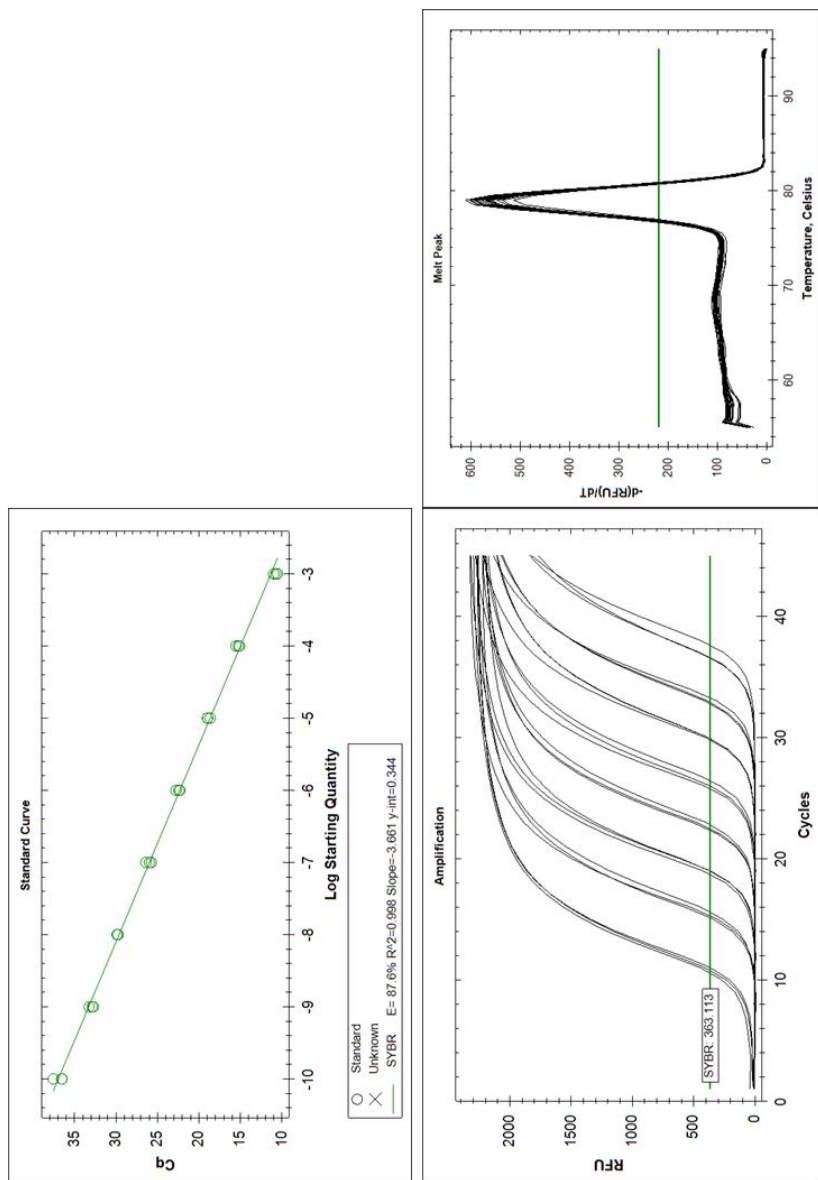 Standard Curve
Cq
35
30
25
20
15
10
-10
-9
-8
-7
-6
-5
-4
-3
Log Starting Quantity
Standard
Unknown
SYBR E= 87.6% R^2=0.998 Slope=-3.661 y-int=0.344
Amplification
RFU
2000
1500
1000
500
0
SYBR: 363.113
0
10
20
30
40
Cycles
Melt Peak
-d(RFU)/dT
600
500
400
300
200
100
0
60
70
80
90
Temperature, Celsius